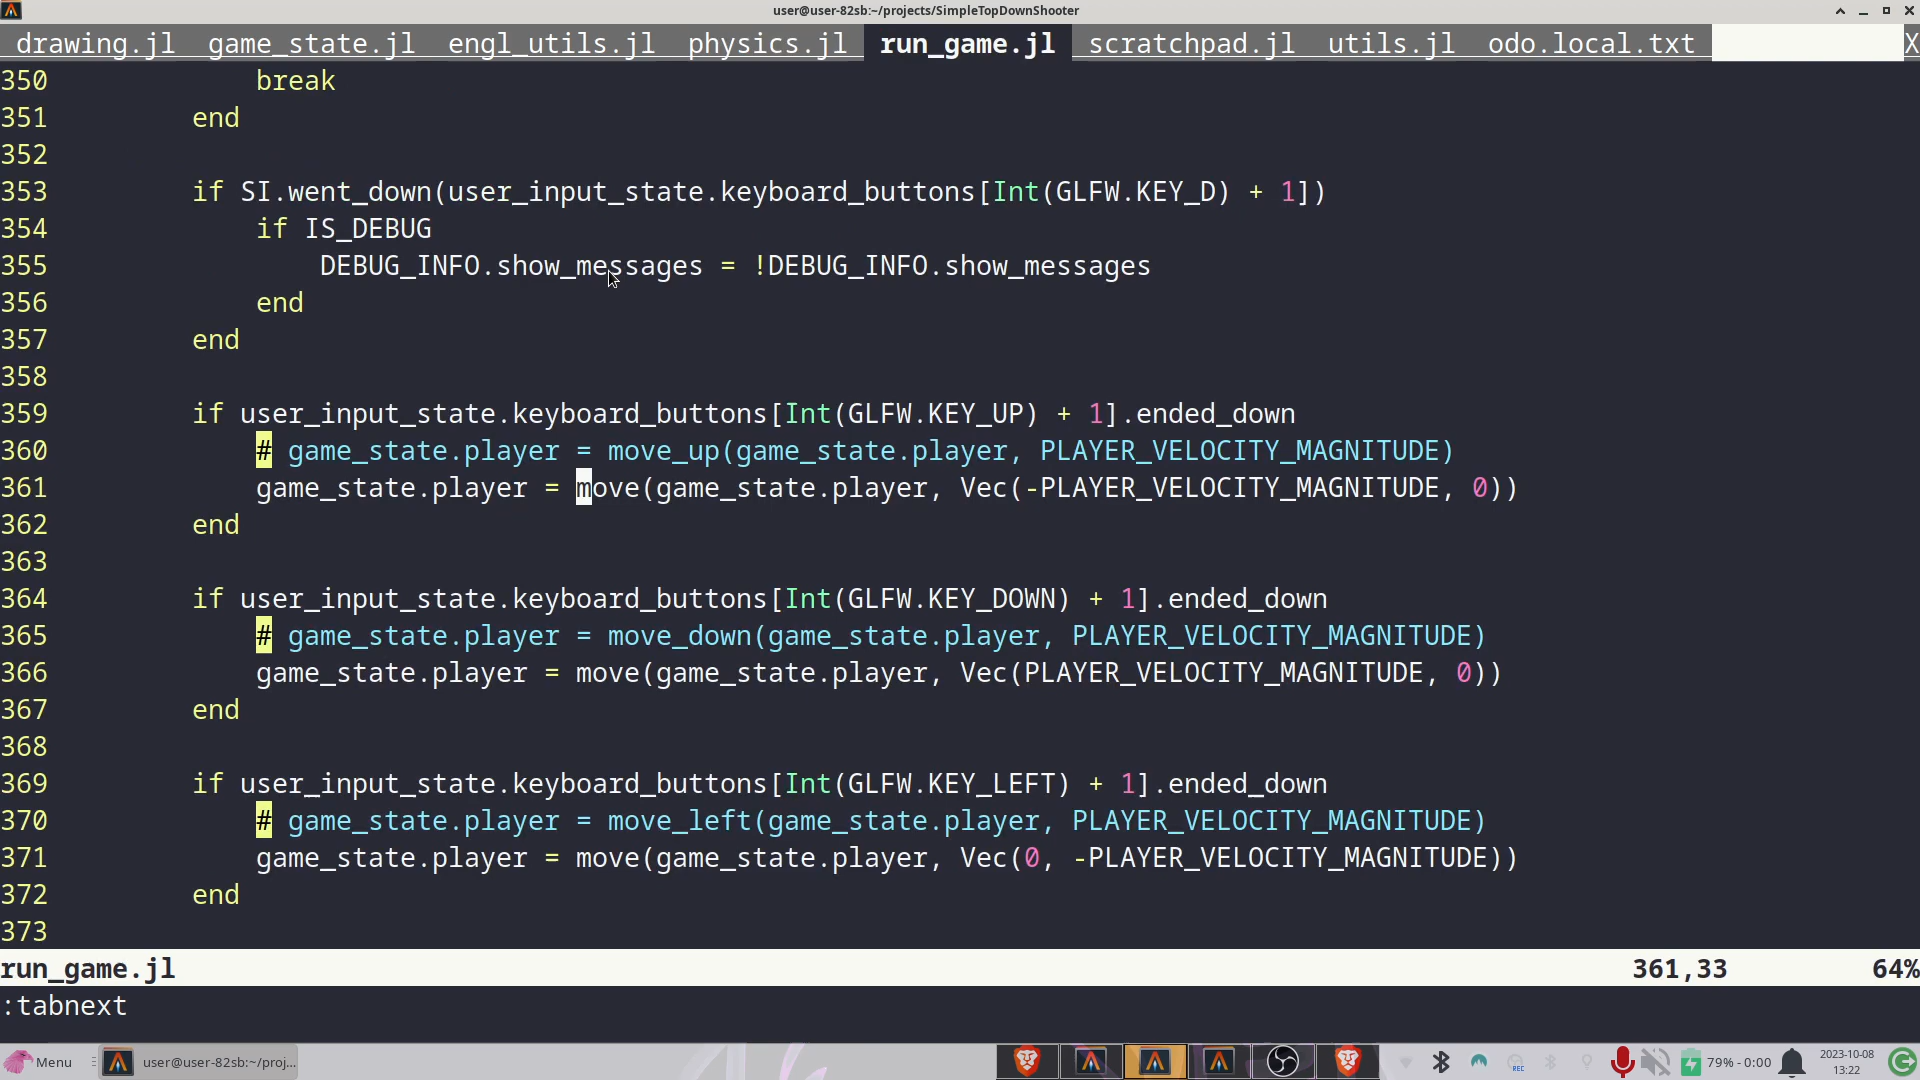 user@user-82sb:~/projects/SimpleTopDownShooter
drawing.jl game_state.jl engl_utils.jl physics.jl run_game.jl scratchpad.jl utils.jl odo.local.txt X
350             break
351         end
352
353         if SI.went_down(user_input_state.keyboard_buttons[Int(GLFW.KEY_D) + 1])
354             if IS_DEBUG
355                 DEBUG_INFO.show_messages = !DEBUG_INFO.show_messages
356             end
357         end
358
359         if user_input_state.keyboard_buttons[Int(GLFW.KEY_UP) + 1].ended_down
360             # game_state.player = move_up(game_state.player, PLAYER_VELOCITY_MAGNITUDE)
361             game_state.player = move(game_state.player, Vec(-PLAYER_VELOCITY_MAGNITUDE, 0))
362         end
363
364         if user_input_state.keyboard_buttons[Int(GLFW.KEY_DOWN) + 1].ended_down
365             # game_state.player = move_down(game_state.player, PLAYER_VELOCITY_MAGNITUDE)
366             game_state.player = move(game_state.player, Vec(PLAYER_VELOCITY_MAGNITUDE, 0))
367         end
368
369         if user_input_state.keyboard_buttons[Int(GLFW.KEY_LEFT) + 1].ended_down
370             # game_state.player = move_left(game_state.player, PLAYER_VELOCITY_MAGNITUDE)
371             game_state.player = move(game_state.player, Vec(0, -PLAYER_VELOCITY_MAGNITUDE))
372         end
373
run_game.jl 361,33 64%
:tabnext
Menu user@user-82sb:~/proj... REC 79% - 0:00 2023-10-08
13:22